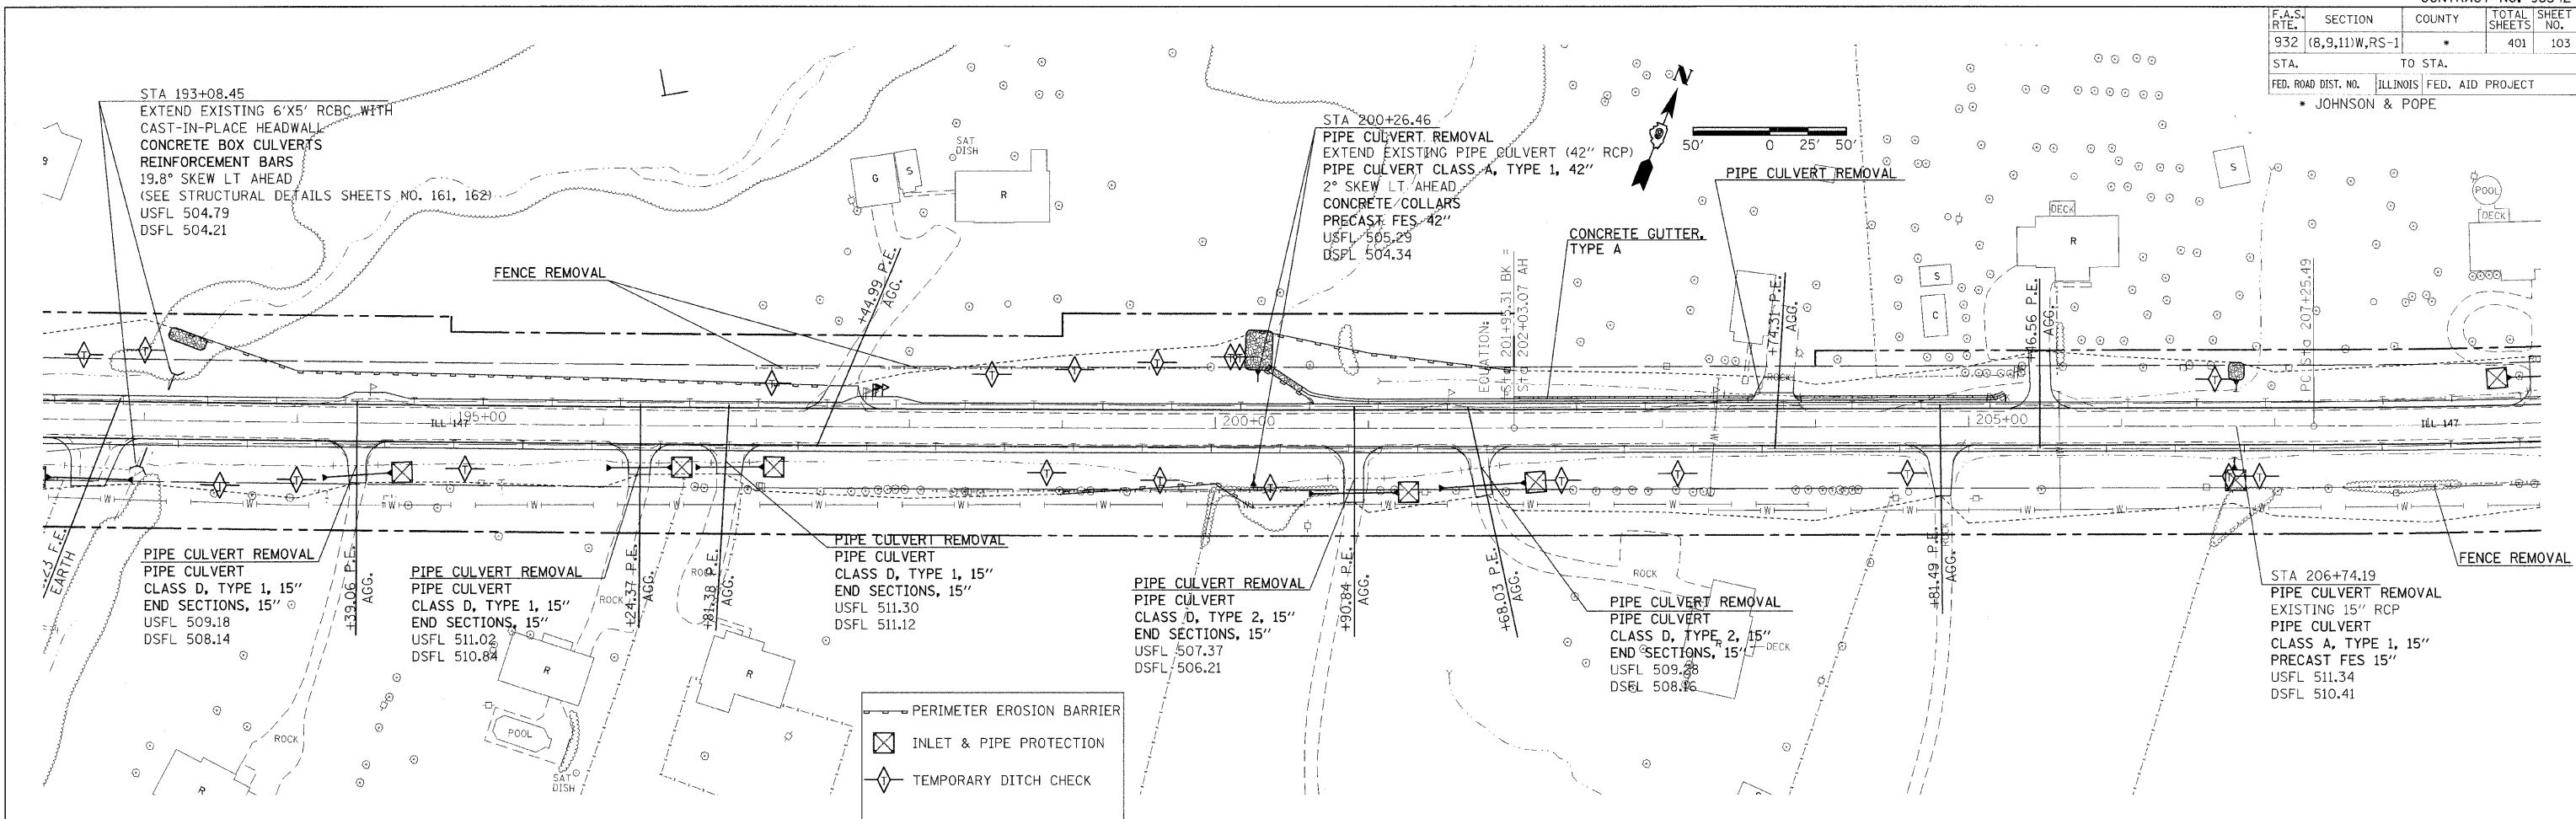 F.A.S. RTE.
SECTION
COUNTY
TOTAL SHEETS
SHEET NO.
932
(8,9,11)W,RS-1
*
401
103
STA.
TO STA.
FED. ROAD DIST. NO.
ILLINOIS
FED. AID PROJECT
* JOHNSON & POPE
STA 193+08.45
EXTEND EXISTING 6'X5' RCBC WITH
CAST-IN-PLACE HEADWALL
CONCRETE BOX CULVERTS
REINFORCEMENT BARS
19.8° SKEW LT AHEAD
(SEE STRUCTURAL DETAILS SHEETS NO. 161, 162)
USFL 504.79
DSFL 504.21
FENCE REMOVAL
SAT
DISH
G
S
R
+44.99 P.E.
AGG.
STA 200+26.46
PIPE CULVERT REMOVAL
EXTEND EXISTING PIPE CULVERT (42" RCP)
PIPE CULVERT CLASS A, TYPE 1, 42"
2° SKEW LT AHEAD
CONCRETE COLLARS
PRECAST FES 42"
USFL 505.29
DSFL 504.34
N
50'
0
25'
50'
PIPE CULVERT REMOVAL
CONCRETE GUTTER,
TYPE A
EQUATION:
Sta 201+95.31 BK =
Sta 202+03.07 AH
+74.31 P.E.
AGG.
ROCK
S
C
DECK
R
+46.56 P.E.
AGG.
S
POOL
DECK
PC Sta 207+25.49
195+00
ILL 147
200+00
205+00
ILL 147
.23 F.E.
EARTH
PIPE CULVERT REMOVAL
PIPE CULVERT
CLASS D, TYPE 1, 15"
END SECTIONS, 15"
USFL 509.18
DSFL 508.14
+39.06 P.E.
AGG.
PIPE CULVERT REMOVAL
PIPE CULVERT
CLASS D, TYPE 1, 15"
END SECTIONS, 15"
USFL 511.02
DSFL 510.84
ROCK
+24.37 P.E.
AGG.
ROCK
+81.38 P.E.
AGG.
PIPE CULVERT REMOVAL
PIPE CULVERT
CLASS D, TYPE 1, 15"
END SECTIONS, 15"
USFL 511.30
DSFL 511.12
PIPE CULVERT REMOVAL
PIPE CULVERT
CLASS D, TYPE 2, 15"
END SECTIONS, 15"
USFL 507.37
DSFL 506.21
+90.84 P.E.
AGG.
+68.03 P.E.
AGG.
ROCK
PIPE CULVERT REMOVAL
PIPE CULVERT
CLASS D, TYPE 2, 15"
END SECTIONS, 15"
USFL 509.28
R
DECK
+81.49 P.E.
AGG.
ROCK
FENCE REMOVAL
STA 206+74.19
PIPE CULVERT REMOVAL
EXISTING 15" RCP
PIPE CULVERT
CLASS A, TYPE 1, 15"
PRECAST FES 15"
USFL 511.34
DSFL 510.41
R
R
POOL
SAT
DISH
ROCK
R
PERIMETER EROSION BARRIER
INLET & PIPE PROTECTION
TEMPORARY DITCH CHECK